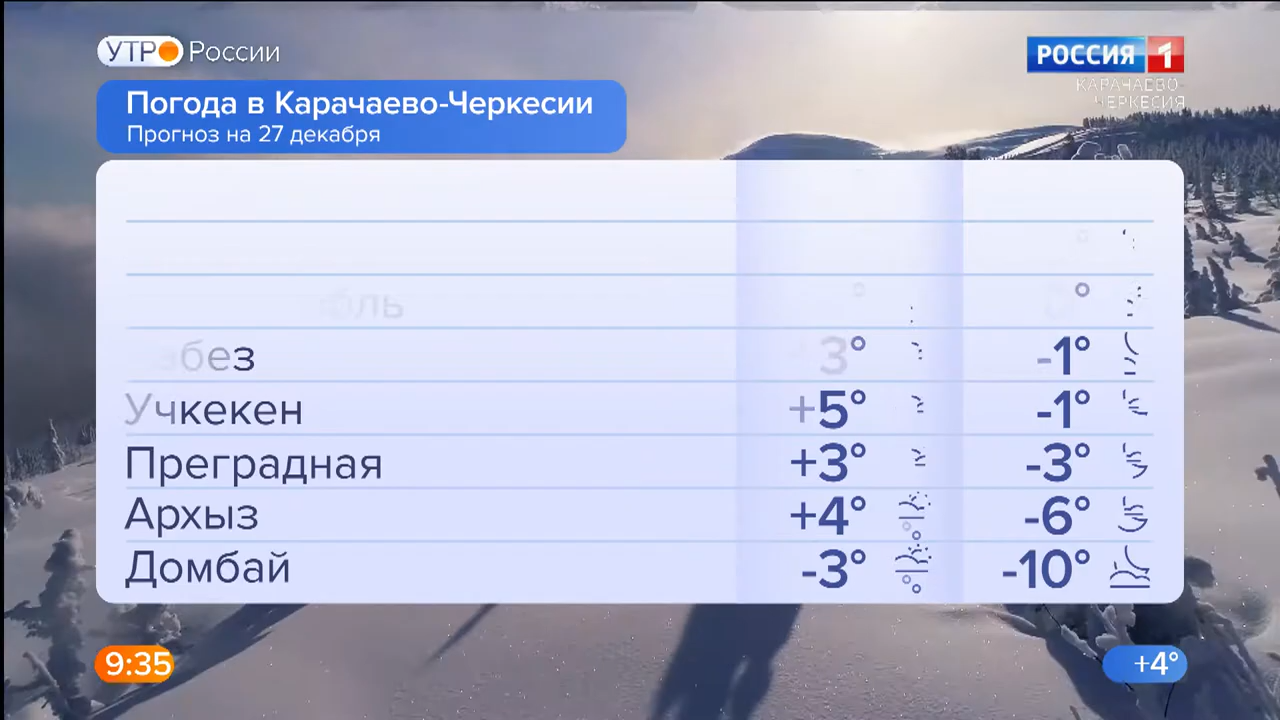 УТРО России
РОССИЯ 1
КАРАЧАЕВО-
ЧЕРКЕСИЯ
Погода в Карачаево-Черкесии
Прогноз на 27 декабря
-1°
Учкекен +5° -1°
Преградная +3° -3°
Архыз +4° -6°
Домбай -3° -10°
9:35
+4°